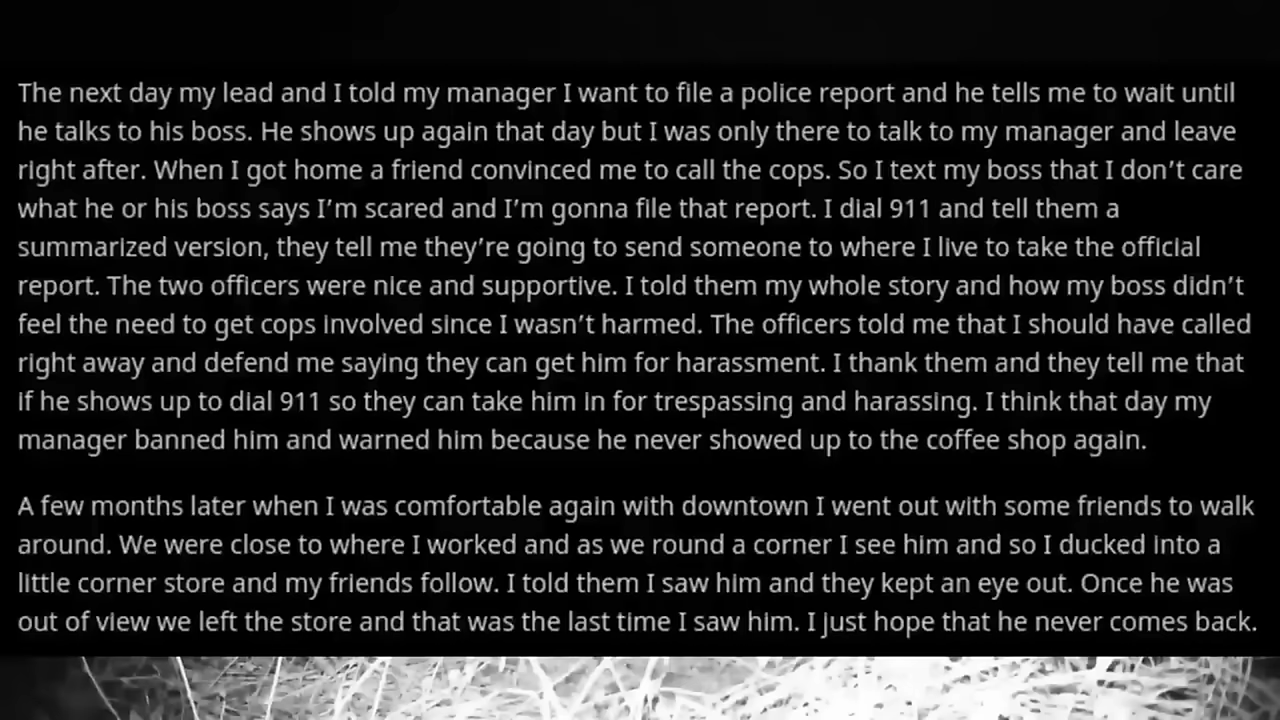 The next day my lead and I told my manager I want to file a police report and he tells me to wait until
he talks to his boss. He shows up again that day but I was only there to talk to my manager and leave
right after. When I got home a friend convinced me to call the cops. So I text my boss that I don’t care
what he or his boss says I’m scared and I’m gonna file that report. I dial 911 and tell them a
summarized version, they tell me they’re going to send someone to where I live to take the official
report. The two officers were nice and supportive. I told them my whole story and how my boss didn’t
feel the need to get cops involved since I wasn’t harmed. The officers told me that I should have called
right away and defend me saying they can get him for harassment. I thank them and they tell me that
if he shows up to dial 911 so they can take him in for trespassing and harassing. I think that day my
manager banned him and warned him because he never showed up to the coffee shop again.
A few months later when I was comfortable again with downtown I went out with some friends to walk
around. We were close to where I worked and as we round a corner I see him and so I ducked into a
little corner store and my friends follow. I told them I saw him and they kept an eye out. Once he was
out of view we left the store and that was the last time I saw him. I just hope that he never comes back.